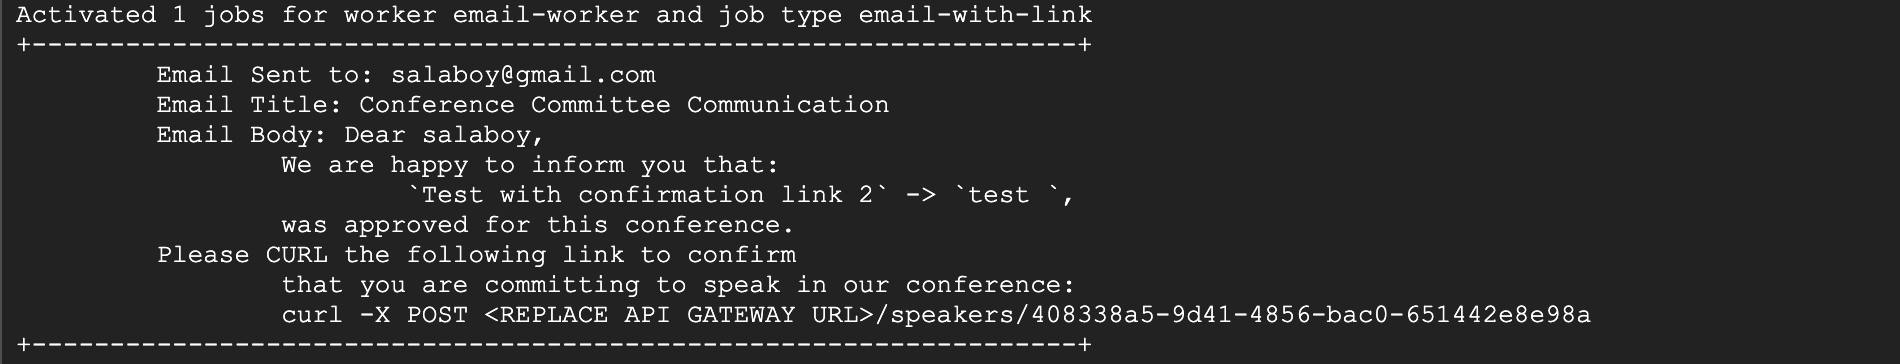 Activated 1 jobs for worker email-worker and job type email-with-link
+-------------------------------------------------------------------+
Email Sent to: salaboy@gmail.com
Email Title: Conference Committee Communication
Email Body: Dear salaboy,
We are happy to inform you that:
`Test with confirmation link 2` -> `test `,
was approved for this conference.
Please CURL the following link to confirm
that you are committing to speak in our conference:
curl -X POST <REPLACE API GATEWAY URL>/speakers/408338a5-9d41-4856-bac0-651442e8e98a
+-------------------------------------------------------------------+